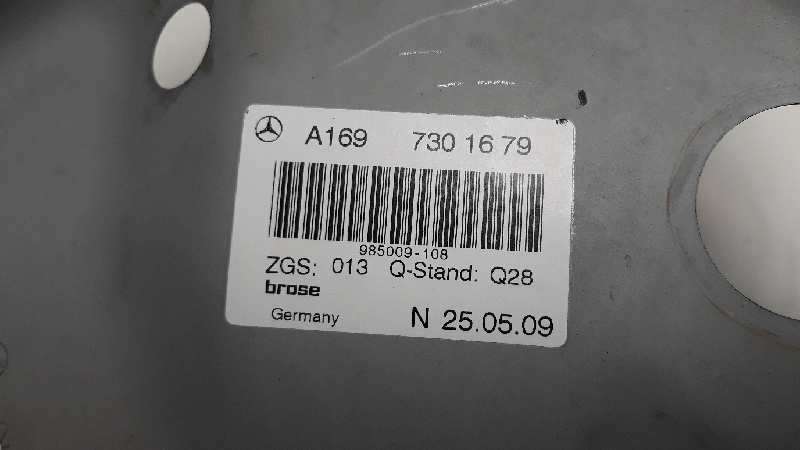 A169 730 16 79
985009-108
ZGS: 013 Q-Stand: Q28
brose
Germany N 25.05.09